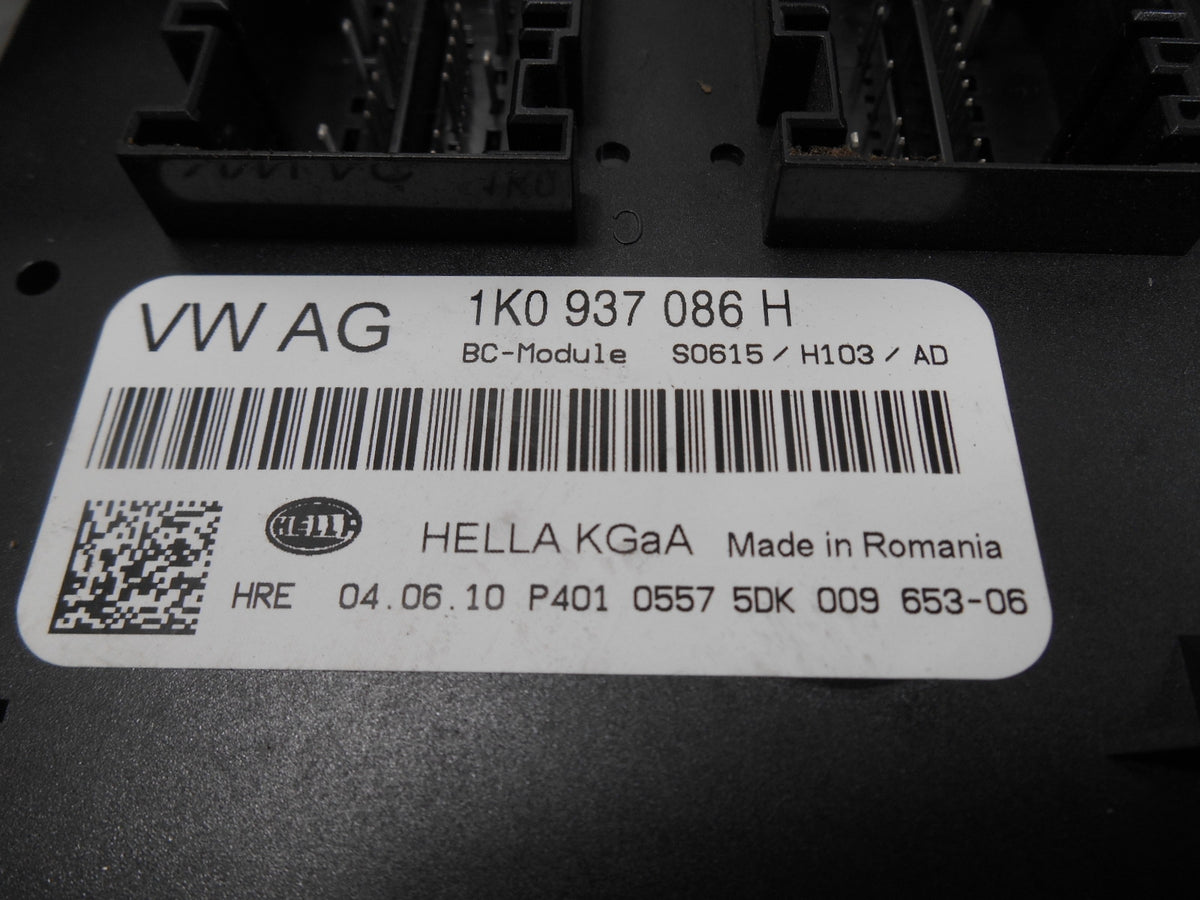 1K0
C
VW AG 1K0 937 086 H
BC-Module S0615 / H103 / AD
HELLA HELLA KGaA Made in Romania
HRE 04.06.10 P401 0557 5DK 009 653-06